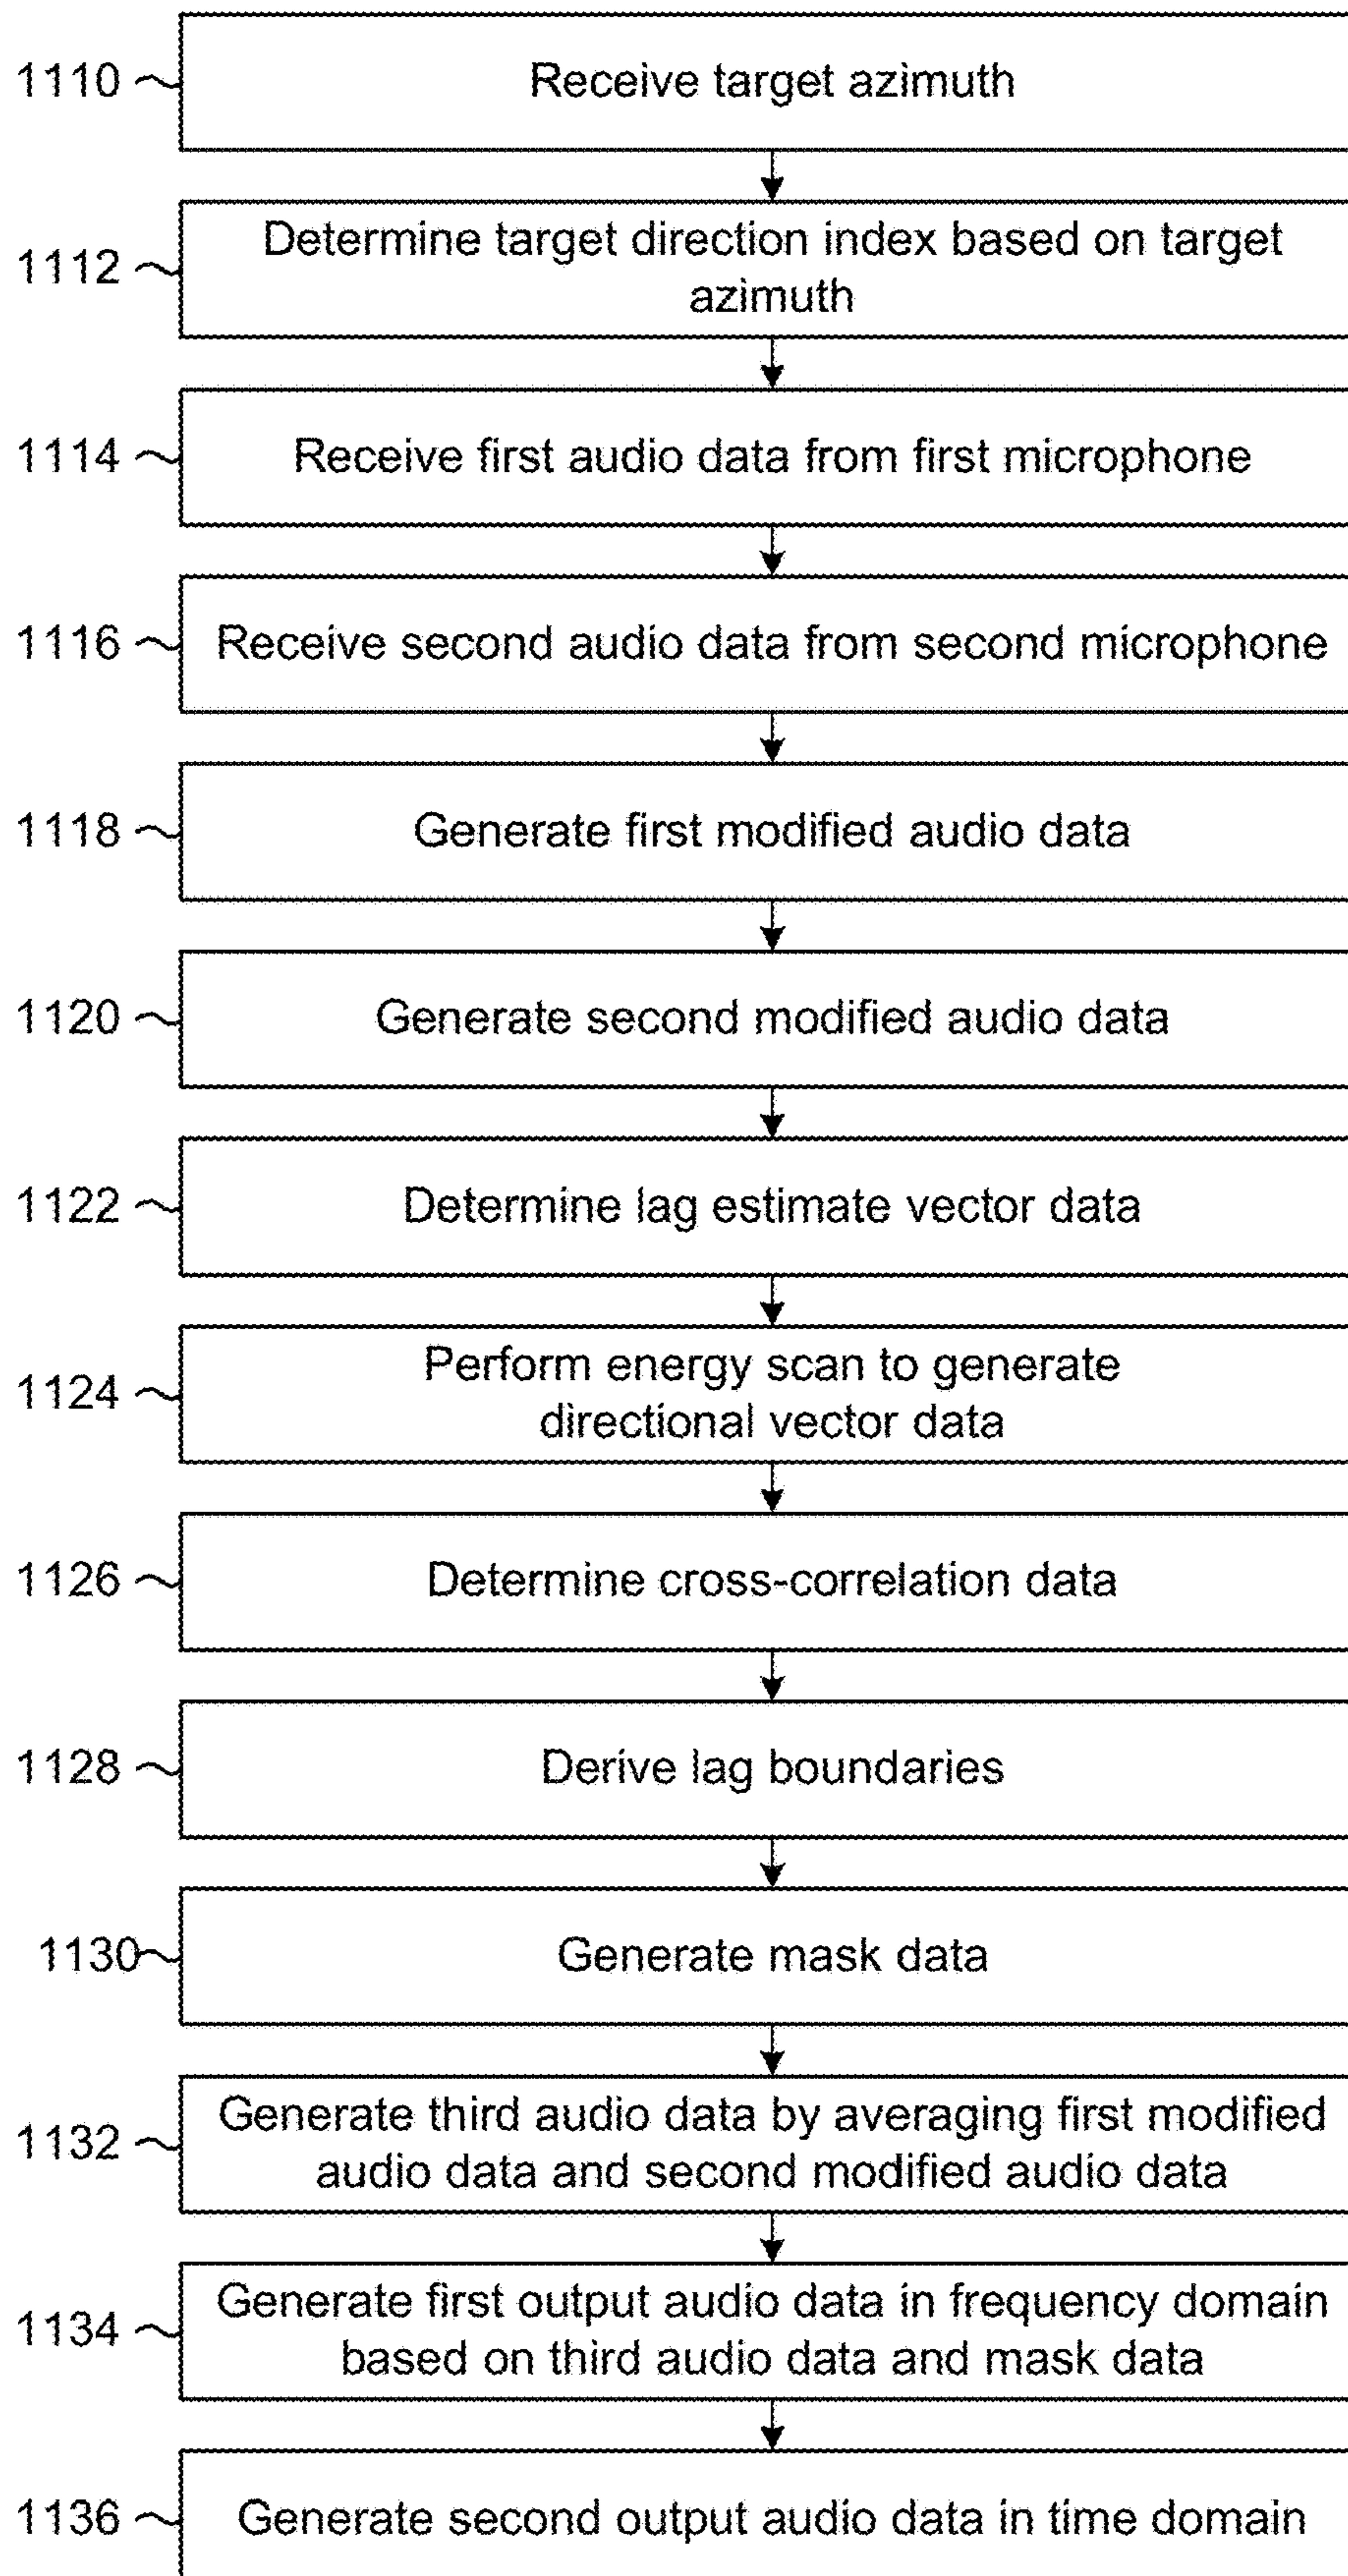 1110 Receive target azimuth
1112 Determine target direction index based on target
azimuth
1114 Receive first audio data from first microphone
1116 Receive second audio data from second microphone
1118 Generate first modified audio data
1120 Generate second modified audio data
1122 Determine lag estimate vector data
1124 Perform energy scan to generate
directional vector data
1126 Determine cross-correlation data
1128 Derive lag boundaries
1130 Generate mask data
1132 Generate third audio data by averaging first modified
audio data and second modified audio data
1134 Generate first output audio data in frequency domain
based on third audio data and mask data
1136 Generate second output audio data in time domain